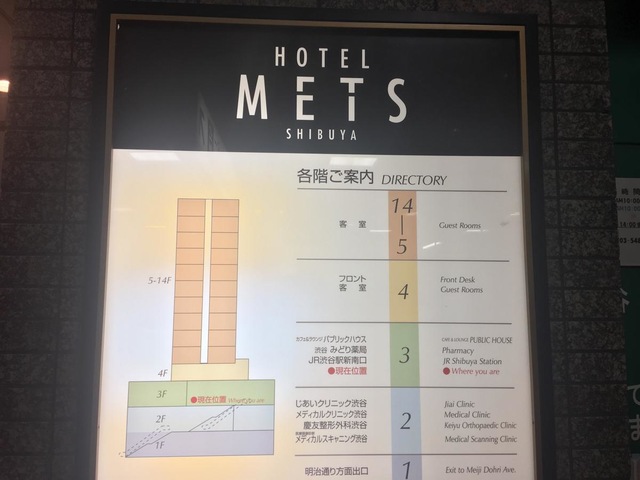 HOTEL
METS
SHIBUYA
各階ご案内 DIRECTORY
客 室 14 Guest Rooms
5
5-14F
フロント Front Desk
客 室 4 Guest Rooms
カフェ&ラウンジ パブリックハウス CAFE & LOUNGE PUBLIC HOUSE
渋谷 みどり薬局 3 Pharmacy
JR渋谷駅新南口 JR Shibuya Station
●現在位置 ● Where you are
4F
3F ●現在位置 Where you are
2F
1F
じあいクリニック渋谷 Jiai Clinic
メディカルクリニック渋谷 2 Medical Clinic
慶友整形外科渋谷 Keiyu Orthopaedic Clinic
メディカルスキャニング渋谷 Medical Scanning Clinic
明治通り方面出口 1 Exit to Meiji Dohri Ave.